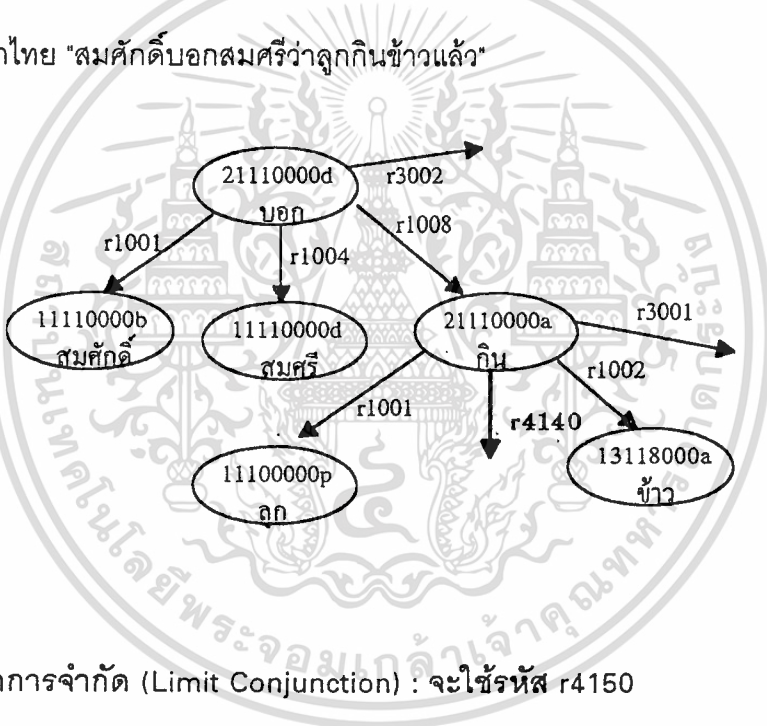 ไทย "สมศักดิ์บอกสมศรีว่าลูกกินข้าวแล้ว"
21110000d
บอก
r3002
r1001
r1004
r1008
11110000b
สมศักดิ์
11110000d
สมศรี
21110000a
กิน
r3001
r1001
r4140
r1002
11100000p
ลูก
13118000a
ข้าว
การจำกัด (Limit Conjunction) : จะใช้รหัส r4150